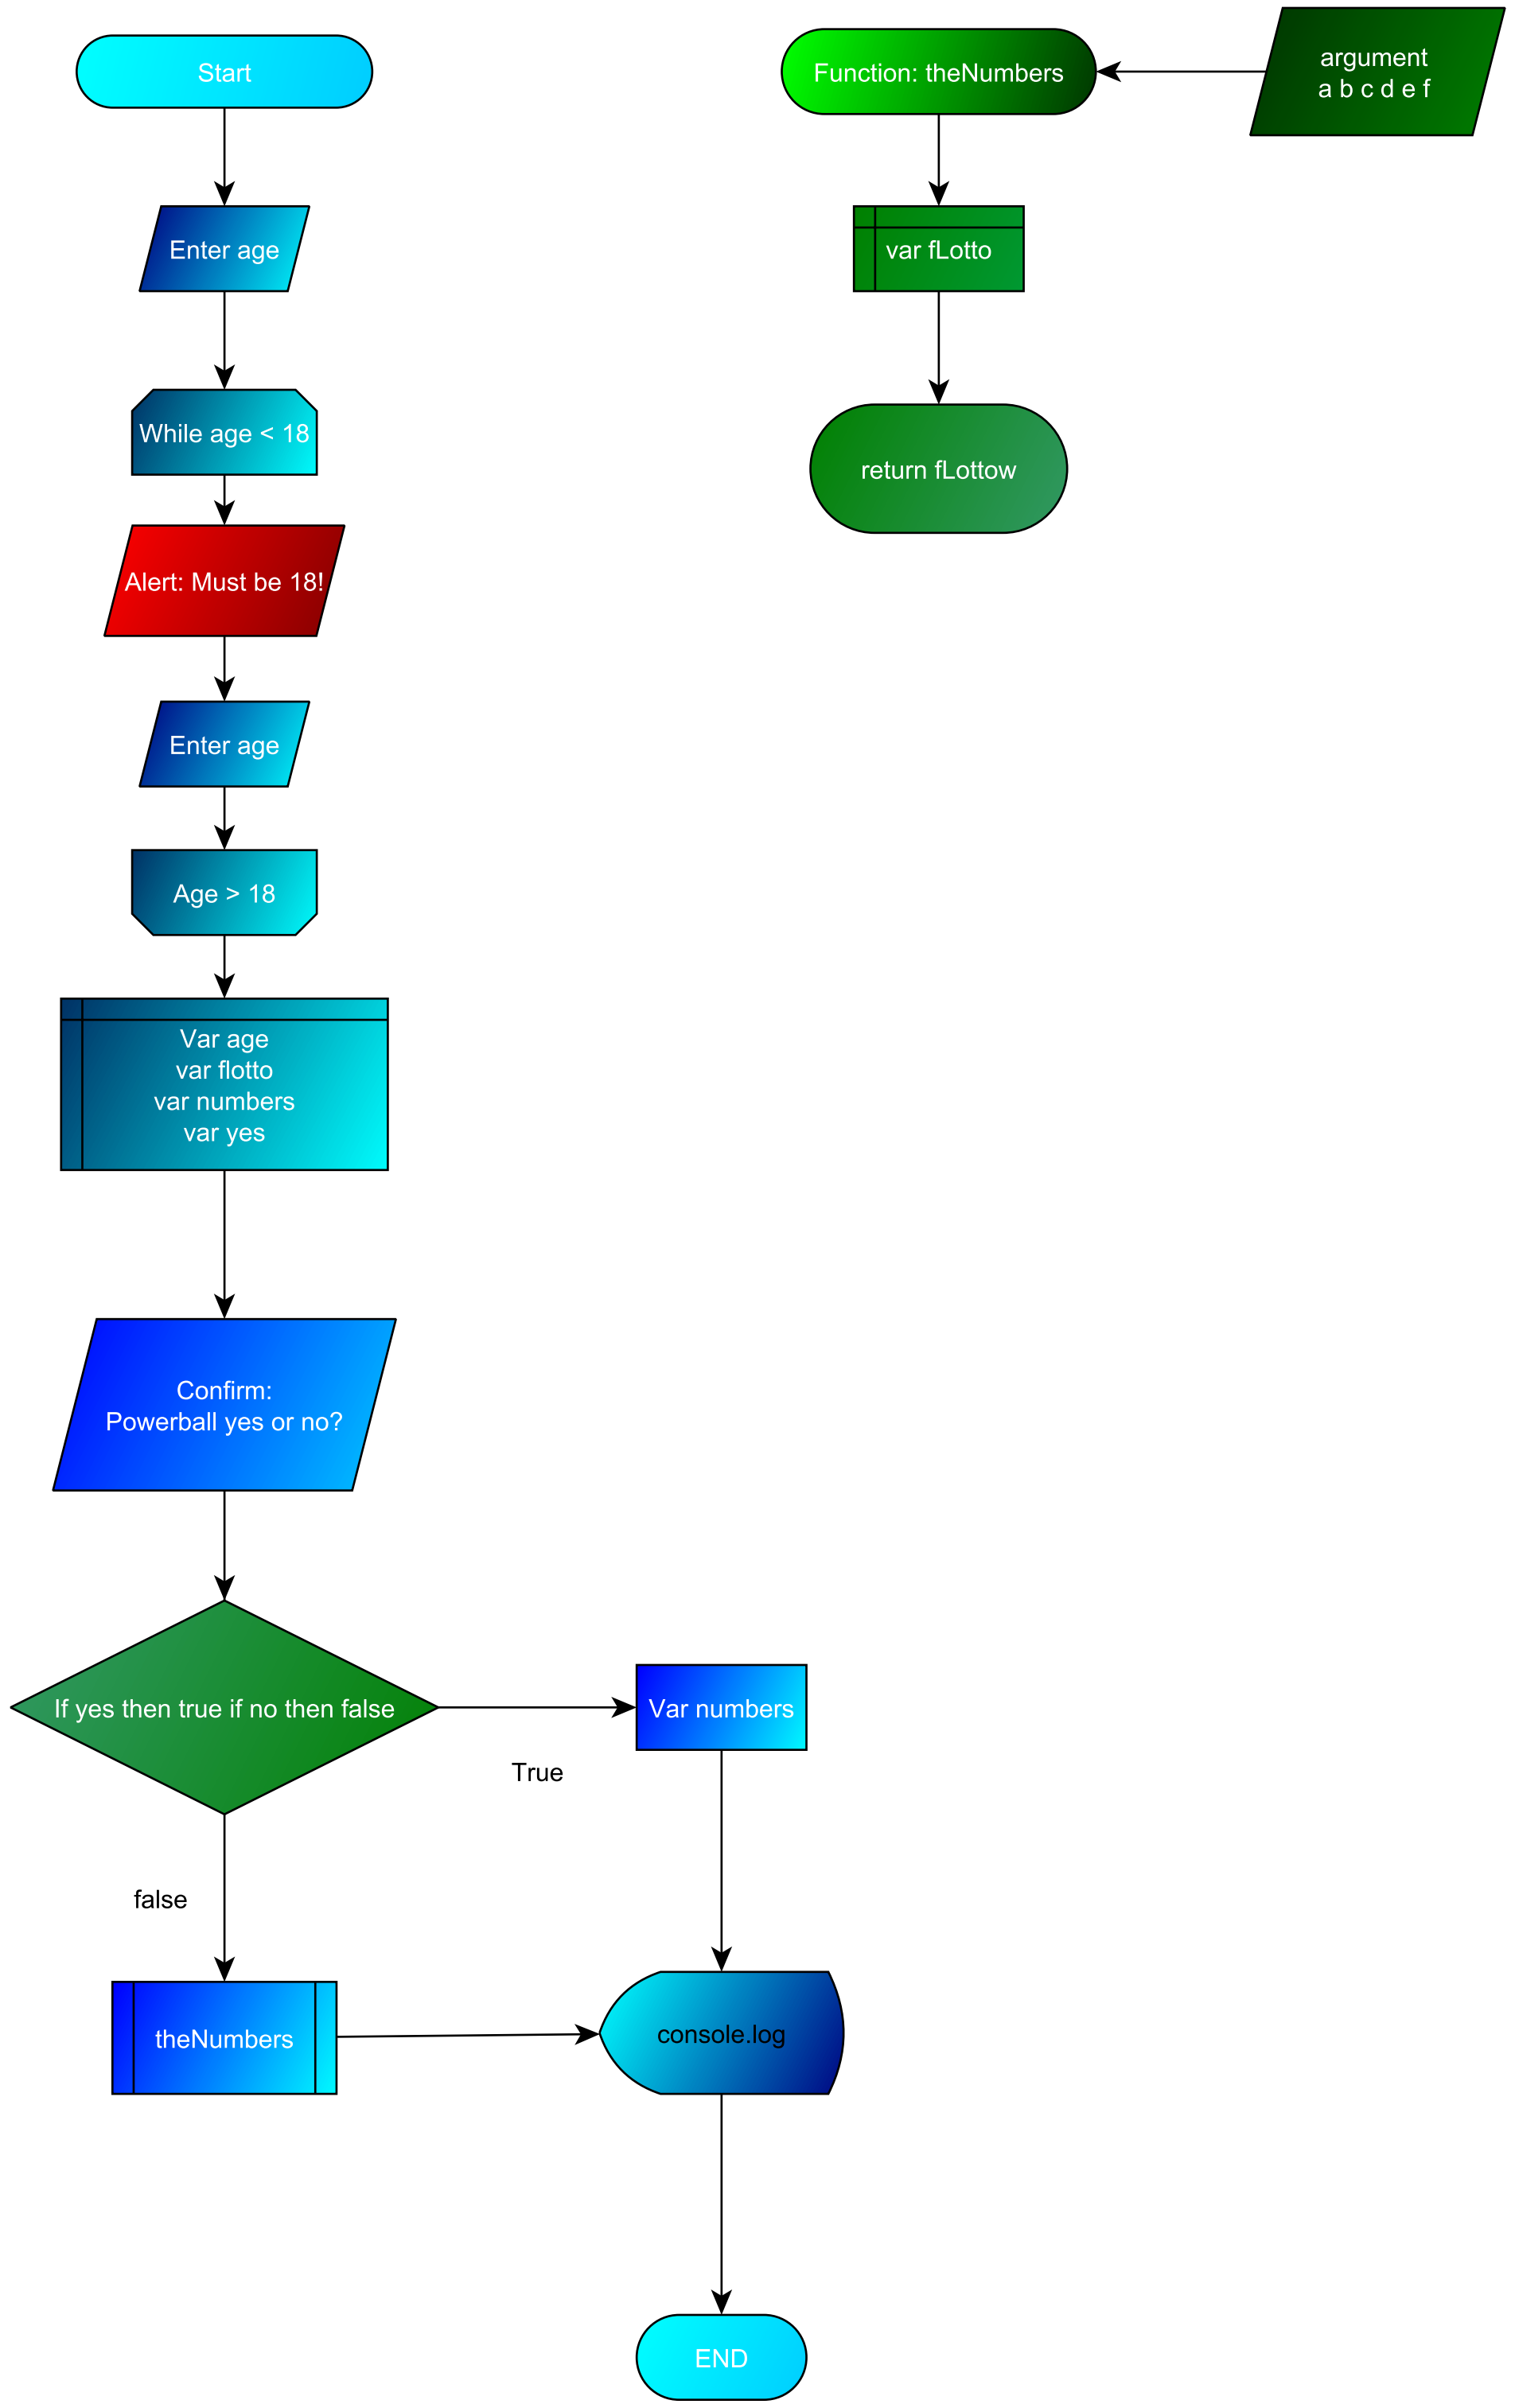 Start
Enter age
While age < 18
Alert: Must be 18!
Enter age
Age > 18
Var age
var flotto
var numbers
var yes
Confirm:
Powerball yes or no?
If yes then true if no then false
True
Var numbers
false
theNumbers
console.log
END
Function: theNumbers
argument
a b c d e f
var fLotto
return fLottow